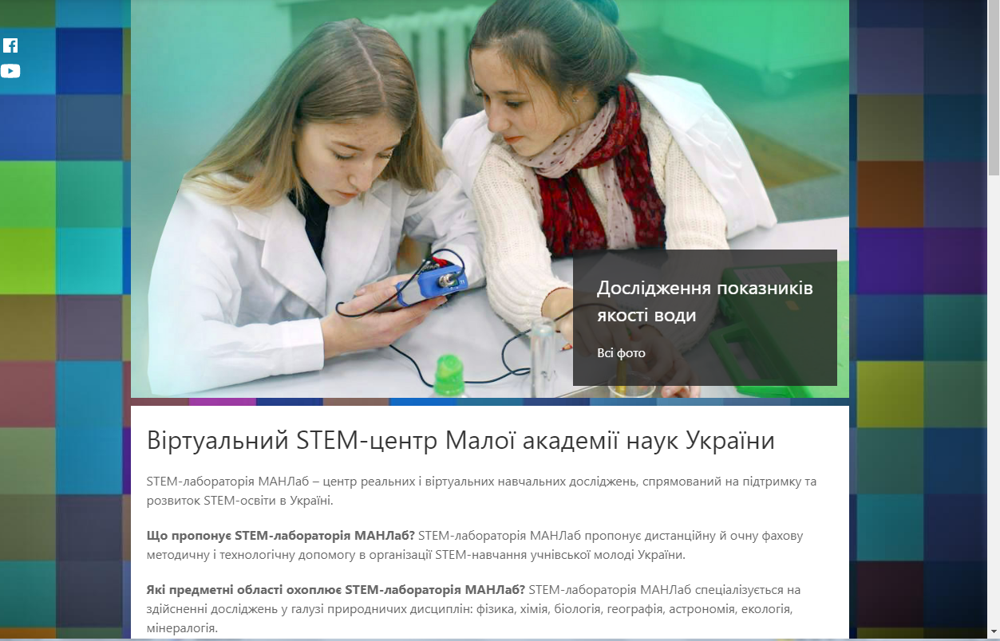 Дослідження показників
якості води
Всі фото
Віртуальний STEM-центр Малої академії наук України
STEM-лабораторія МАНЛаб – центр реальних і віртуальних навчальних досліджень, спрямований на підтримку та
розвиток STEM-освіти в Україні.
Що пропонує STEM-лабораторія МАНЛаб? STEM-лабораторія МАНЛаб пропонує дистанційну й очну фахову
методичну і технологічну допомогу в організації STEM-навчання учнівської молоді України.
Які предметні області охоплює STEM-лабораторія МАНЛаб? STEM-лабораторія МАНЛаб спеціалізується на
здійсненні досліджень у галузі природничих дисциплін: фізика, хімія, біологія, географія, астрономія, екологія,
мінералогія.